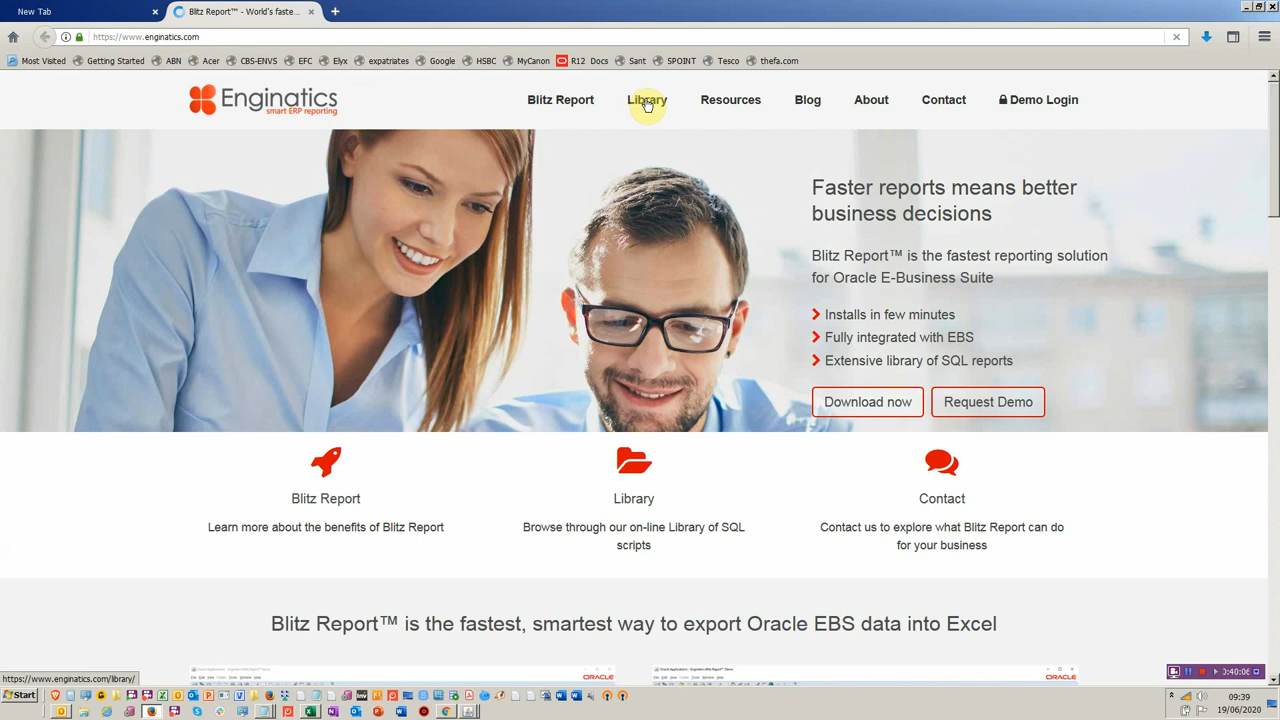 New Tab
Blitz Report™ - World's faste...
https://www.enginatics.com
Most Visited Getting Started ABN Acer CBS-ENVS EFC Elyx expatriates Google HSBC MyCanon R12 Docs Sant SPOINT Tesco thefa.com
Enginatics
smart ERP reporting
Blitz Report Library Resources Blog About Contact Demo Login
Faster reports means better
business decisions
Blitz Report™ is the fastest reporting solution
for Oracle E-Business Suite
Installs in few minutes
Fully integrated with EBS
Extensive library of SQL reports
Download now Request Demo
Blitz Report
Learn more about the benefits of Blitz Report
Library
Browse through our on-line Library of SQL
scripts
Contact
Contact us to explore what Blitz Report can do
for your business
Blitz Report™ is the fastest, smartest way to export Oracle EBS data into Excel
ORACLE
ORACLE
https://www.enginatics.com/library/
3:40:06
Start
09:39
19/06/2020